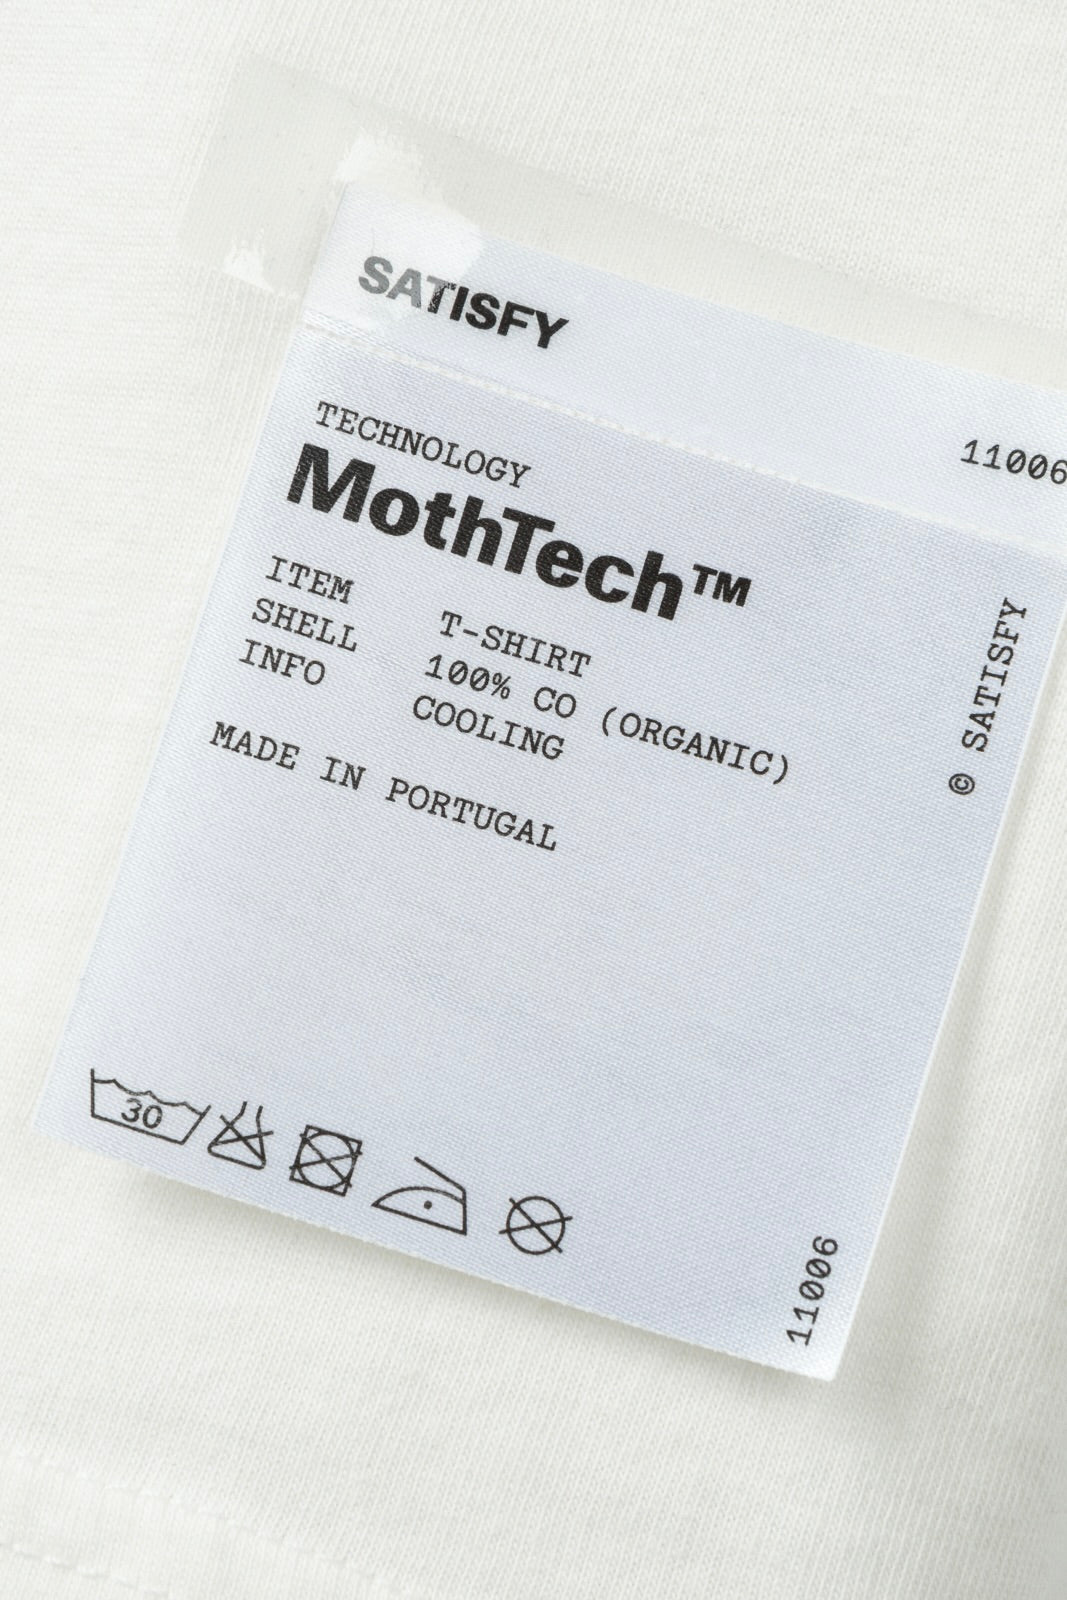 SATISFY
11006
TECHNOLOGY
MothTech™
ITEM T-SHIRT
SHELL 100% CO (ORGANIC)
INFO COOLING
MADE IN PORTUGAL
© SATISFY
30
11006